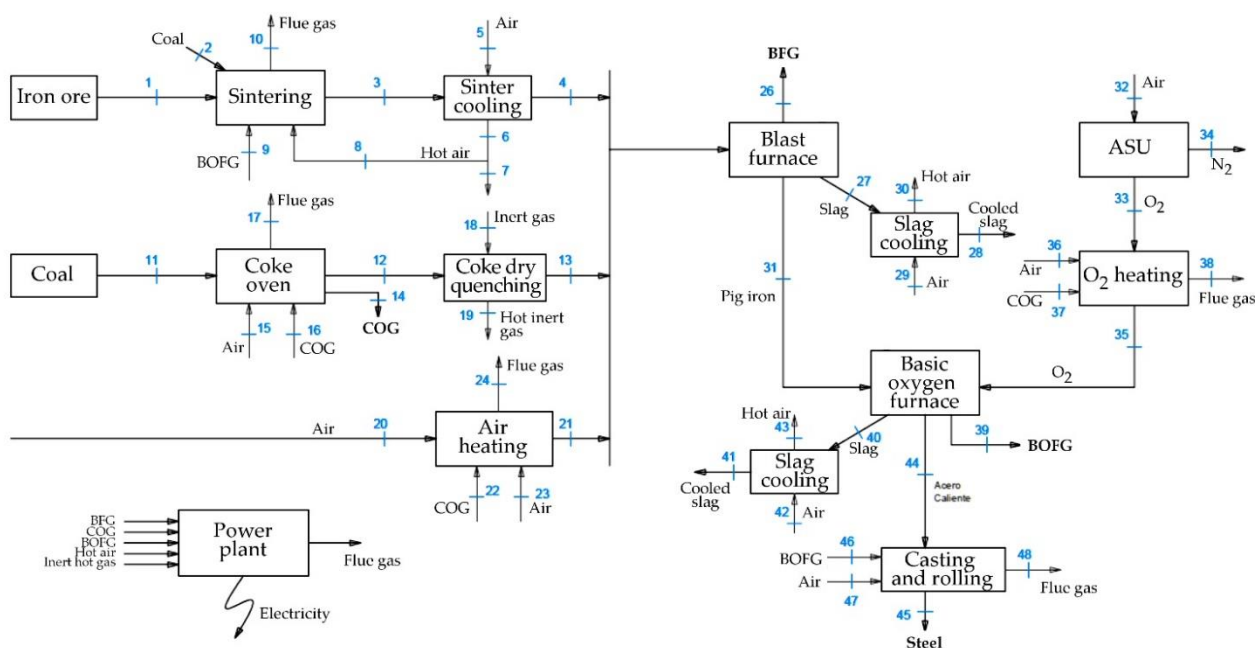 Flue gas
Air
Coal
2
10
5
BFG
32
Air
1
3
4
26
Iron ore
Sintering
Sinter
cooling
Blast
furnace
ASU
34
N2
6
8
Hot air
7
9
BOFG
27
Hot air
Slag
30
33
O2
Flue gas
17
Inert gas
18
Cooled
slag
Slag
cooling
28
36
Air
11
12
13
Coal
Coke
oven
Coke dry
quenching
31
29
Air
O2 heating
38
Flue gas
COG
37
14
COG
19
Hot inert
gas
Pig iron
15
16
Air
COG
35
Flue gas
24
Basic
oxygen
furnace
O2
Air
20
Air
heating
21
Hot air
43
40
Slag
39
BOFG
41
Cooled
slag
Slag
cooling
44
Acero
Caliente
22
23
COG
Air
42
Air
BFG
COG
BOFG
Hot air
Inert hot gas
Power
plant
Flue gas
46
BOFG
Casting
and rolling
48
Flue gas
Air
47
Electricity
45
Steel